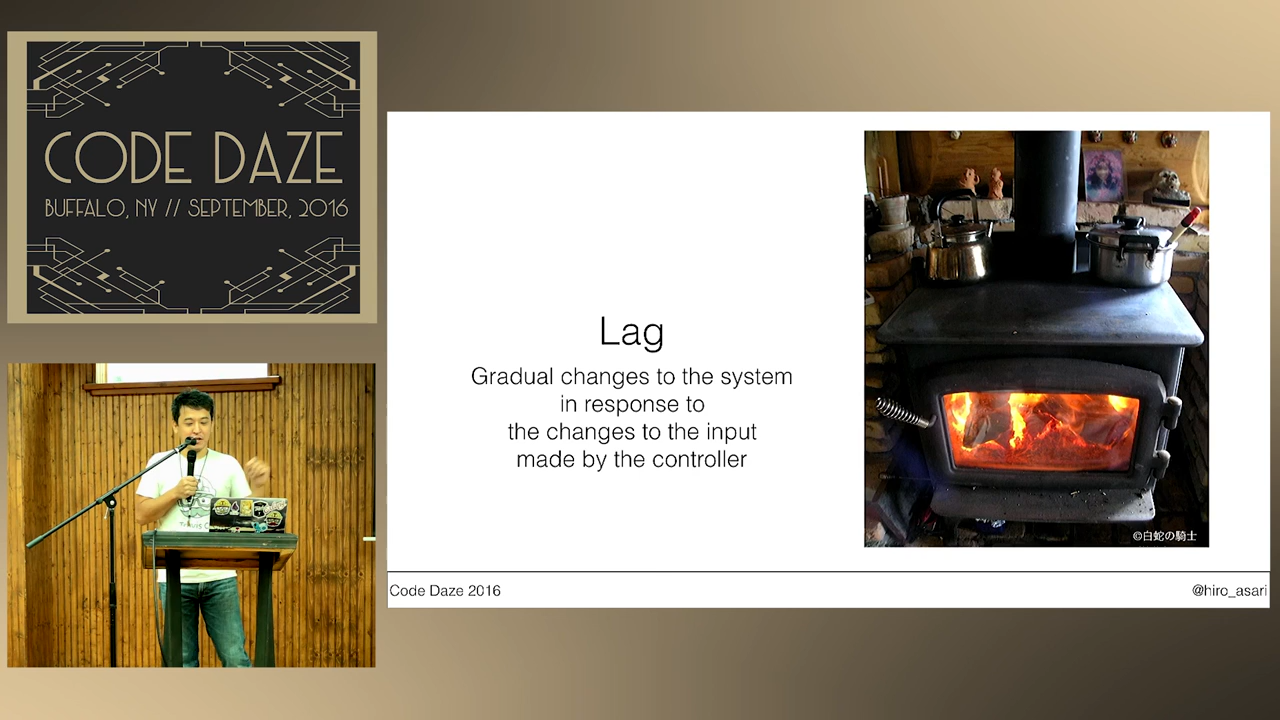 CODE DAZE
BUFFALO, NY // SEPTEMBER, 2016
Lag
Gradual changes to the system
in response to
the changes to the input
made by the controller
©白蛇の騎士
Code Daze 2016
@hiro_asari
Travis